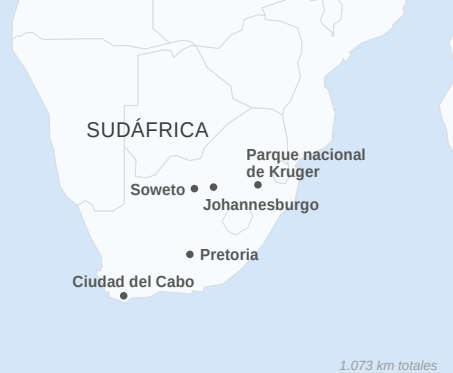 SUDÁFRICA
Parque nacional
de Kruger
Soweto
Johannesburgo
Pretoria
Ciudad del Cabo
1.073 km totales